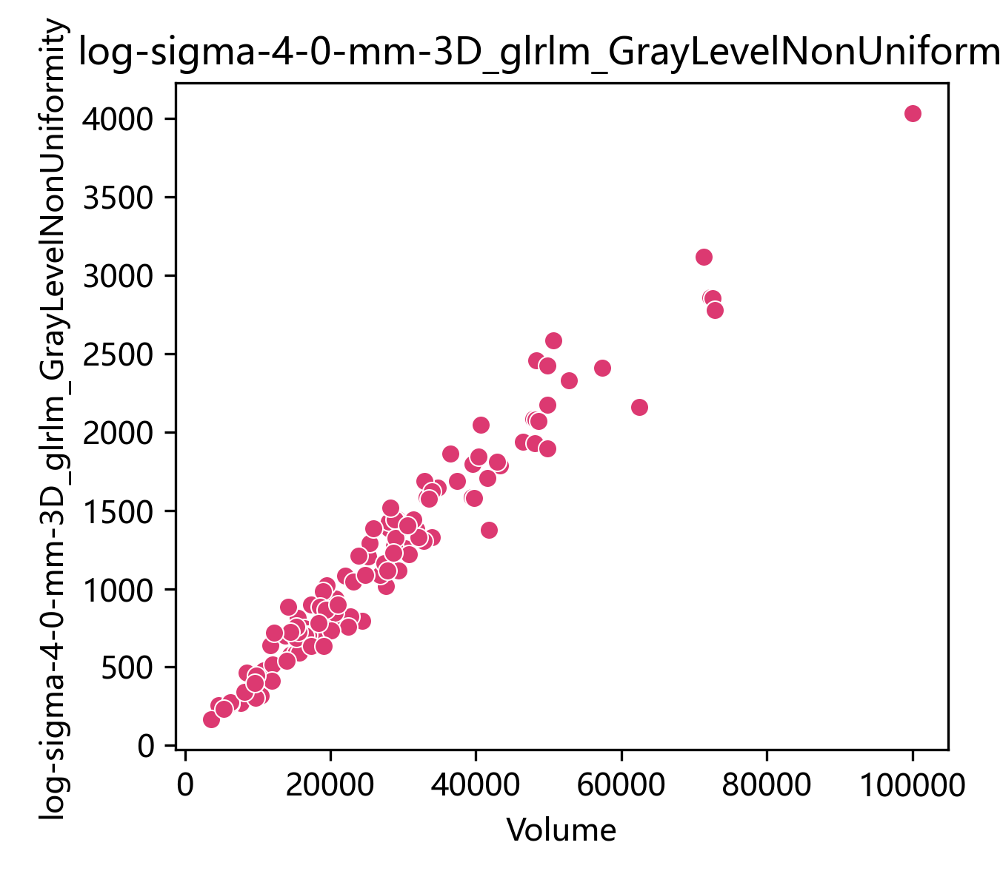 log-sigma-4-0-mm-3D_glrlm_GrayLevelNonUniform
log-sigma-4-0-mm-3D_glrlm_GrayLevelNonUniformity
4000
3500
3000
2500
2000
1500
1000
500
0
0 20000 40000 60000 80000 100000
Volume